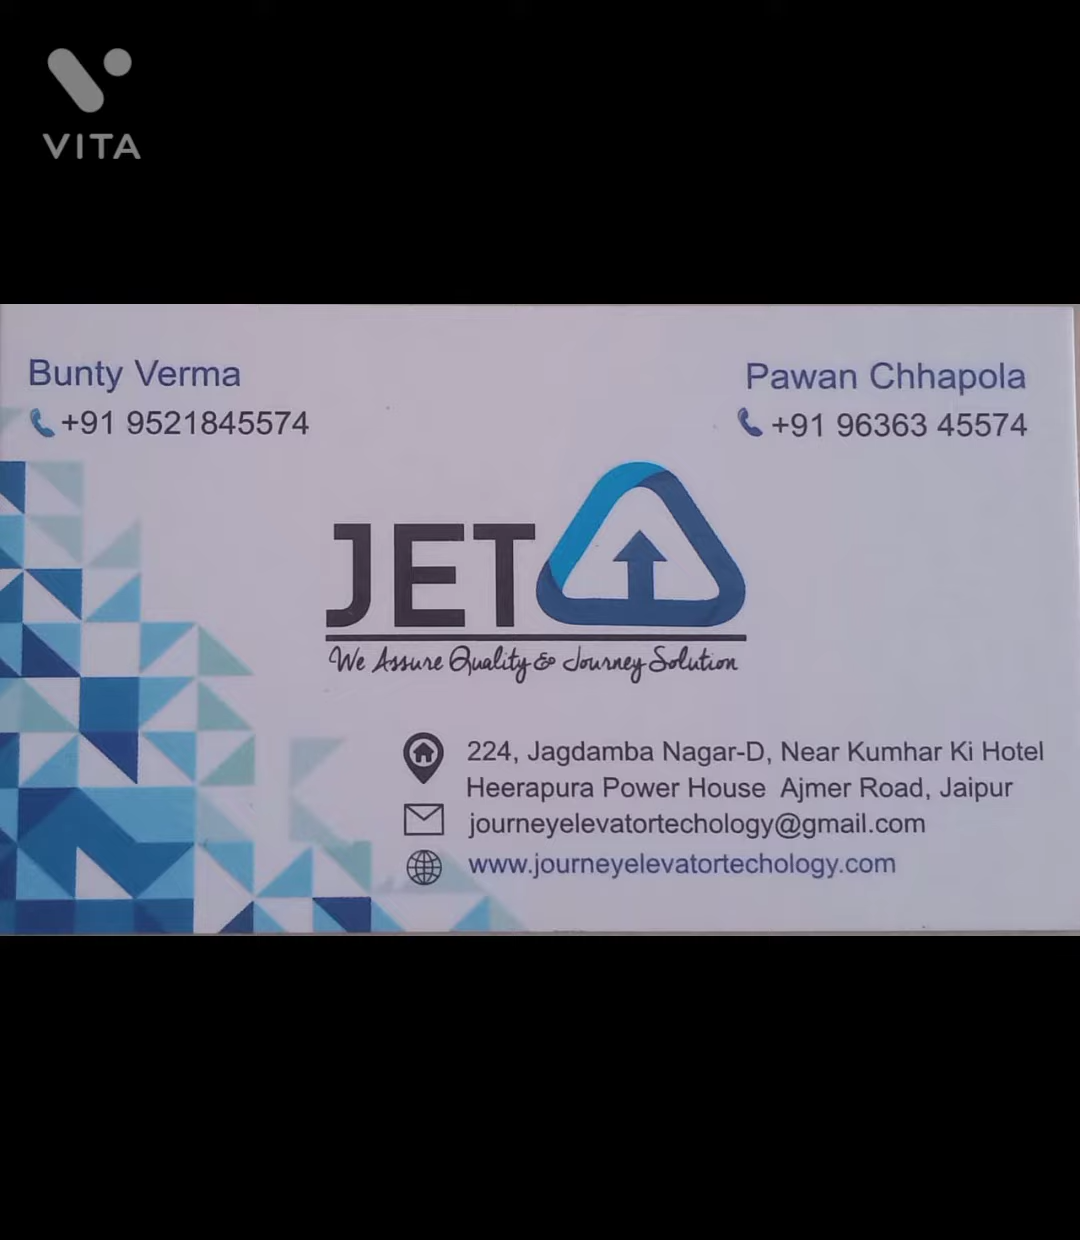 VITA
Bunty Verma
+91 9521845574
Pawan Chhapola
+91 96363 45574
JET
We Assure Quality & Journey Solution
224, Jagdamba Nagar-D, Near Kumhar Ki Hotel
Heerapura Power House Ajmer Road, Jaipur
journeyelevatortechology@gmail.com
www.journeyelevatortechology.com